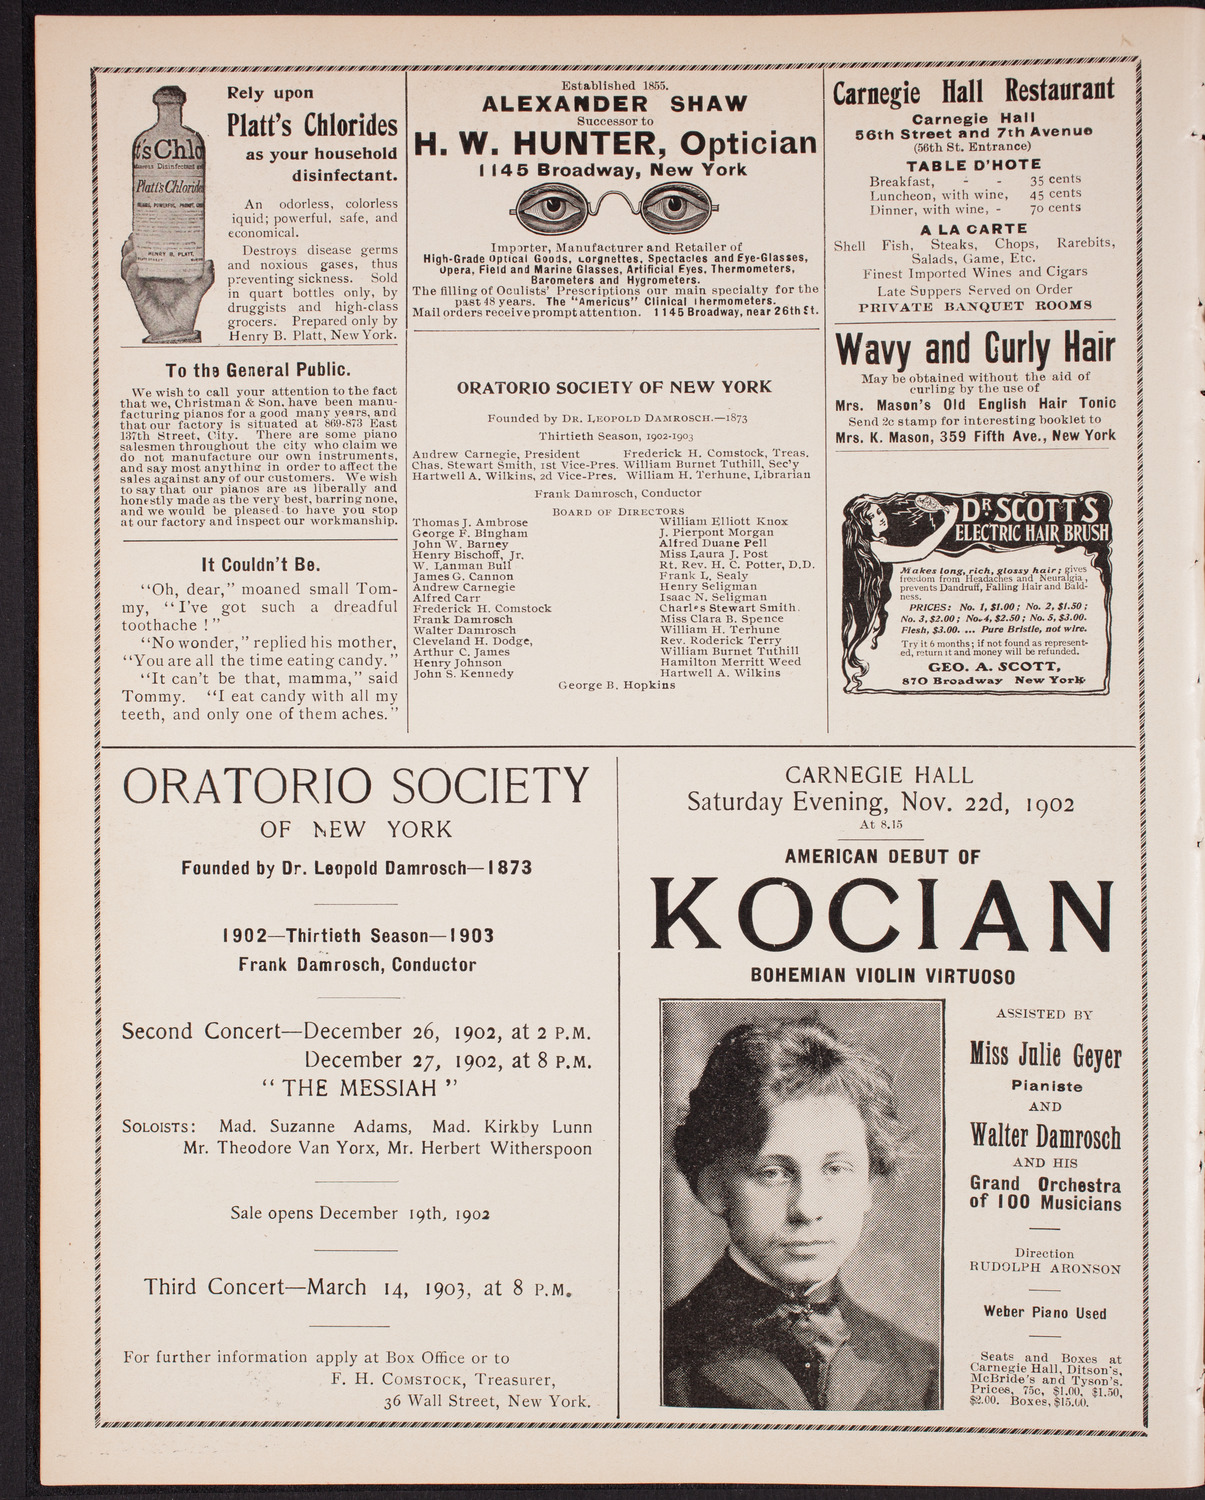 Rely upon
Platt's Chlorides
as your household
disinfectant.
t's Chlo
Platt's Chloride
HENRY B. PLATT,
An odorless, colorless
liquid; powerful, safe, and
economical.
Destroys disease germs
and noxious gases, thus
preventing sickness. Sold
in quart bottles only, by
druggists and high-class
grocers. Prepared only by
Henry B. Platt, New York.
To the General Public.
We wish to call your attention to the fact
that we, Christman & Son, have been manu-
facturing pianos for a good many years, and
that our factory is situated at 869-873 East
137th Street, City. There are some piano
salesmen throughout the city who claim we
do not manufacture our own instruments,
and say most anything in order to affect the
sales against any of our customers. We wish
to say that our pianos are as liberally and
honestly made as the very best, barring none,
and we would be pleased to have you stop
at our factory and inspect our workmanship.
It Couldn't Be.
"Oh, dear," moaned small Tom-
my, "I've got such a dreadful
toothache!"
"No wonder," replied his mother,
"You are all the time eating candy."
"It can't be that, mamma," said
Tommy. "I eat candy with all my
teeth, and only one of them aches."
Established 1855.
ALEXANDER SHAW
Successor to
H. W. HUNTER, Optician
1145 Broadway, New York
Importer, Manufacturer and Retailer of
High-Grade Optical Goods, Lorgnettes, Spectacles and Eye-Glasses,
Opera, Field and Marine Glasses, Artificial Eyes, Thermometers,
Barometers and Hygrometers.
The filling of Oculists' Prescriptions our main specialty for the
past 48 years. The "Americus" Clinical Thermometers.
Mail orders receive prompt attention. 1145 Broadway, near 26th St.
ORATORIO SOCIETY OF NEW YORK
Founded by DR. LEOPOLD DAMROSCH.—1873
Thirtieth Season, 1902-1903
Andrew Carnegie, President Frederick H. Comstock, Treas.
Chas. Stewart Smith, 1st Vice-Pres. William Burnet Tuthill, Sec'y
Hartwell A. Wilkins, 2d Vice-Pres. William H. Terhune, Librarian
Frank Damrosch, Conductor
BOARD OF DIRECTORS
Thomas J. Ambrose
George F. Bingham
John W. Barney
Henry Bischoff, Jr.
W. Lanman Bull
James G. Cannon
Andrew Carnegie
Alfred Carr
Frederick H. Comstock
Frank Damrosch
Walter Damrosch
Cleveland H. Dodge,
Arthur C. James
Henry Johnson
John S. Kennedy
William Elliott Knox
J. Pierpont Morgan
Alfred Duane Pell
Miss Laura J. Post
Rt. Rev. H. C. Potter, D.D.
Frank L. Sealy
Henry Seligman
Isaac N. Seligman
Charles Stewart Smith.
Miss Clara B. Spence
William H. Terhune
Rev. Roderick Terry
William Burnet Tuthill
Hamilton Merritt Weed
Hartwell A. Wilkins
George B. Hopkins
Carnegie Hall Restaurant
Carnegie Hall
56th Street and 7th Avenue
(56th St. Entrance)
TABLE D'HOTE
Breakfast, - - 35 cents
Luncheon, with wine, 45 cents
Dinner, with wine, - 70 cents
A LA CARTE
Shell Fish, Steaks, Chops, Rarebits,
Salads, Game, Etc.
Finest Imported Wines and Cigars
Late Suppers Served on Order
PRIVATE BANQUET ROOMS
Wavy and Curly Hair
May be obtained without the aid of
curling by the use of
Mrs. Mason's Old English Hair Tonic
Send 2c stamp for interesting booklet to
Mrs. K. Mason, 359 Fifth Ave., New York
DR. SCOTT'S
ELECTRIC HAIR BRUSH
Makes long, rich, glossy hair; gives
freedom from Headaches and Neuralgia,
prevents Dandruff, Falling Hair and Bald-
ness.
PRICES: No. 1, $1.00; No. 2, $1.50;
No. 3, $2.00; No. 4, $2.50; No. 5, $3.00.
Flesh, $3.00. ... Pure Bristle, not wire.
Try it 6 months; if not found as represent-
ed, return it and money will be refunded.
GEO. A. SCOTT,
870 Broadway New York
ORATORIO SOCIETY
OF NEW YORK
Founded by Dr. Leopold Damrosch—1873
1902—Thirtieth Season—1903
Frank Damrosch, Conductor
Second Concert—December 26, 1902, at 2 P.M.
December 27, 1902, at 8 P.M.
"THE MESSIAH"
SOLOISTS: Mad. Suzanne Adams, Mad. Kirkby Lunn
Mr. Theodore Van Yorx, Mr. Herbert Witherspoon
Sale opens December 19th, 1902
Third Concert—March 14, 1903, at 8 P.M.
For further information apply at Box Office or to
F. H. COMSTOCK, Treasurer,
36 Wall Street, New York.
CARNEGIE HALL
Saturday Evening, Nov. 22d, 1902
At 8.15
AMERICAN DEBUT OF
KOCIAN
BOHEMIAN VIOLIN VIRTUOSO
ASSISTED BY
Miss Julie Geyer
Pianiste
AND
Walter Damrosch
AND HIS
Grand Orchestra
of 100 Musicians
Direction
RUDOLPH ARONSON
Weber Piano Used
Seats and Boxes at
Carnegie Hall, Ditson's,
McBride's and Tyson's.
Prices, 75c, $1.00, $1.50,
$2.00. Boxes, $15.00.